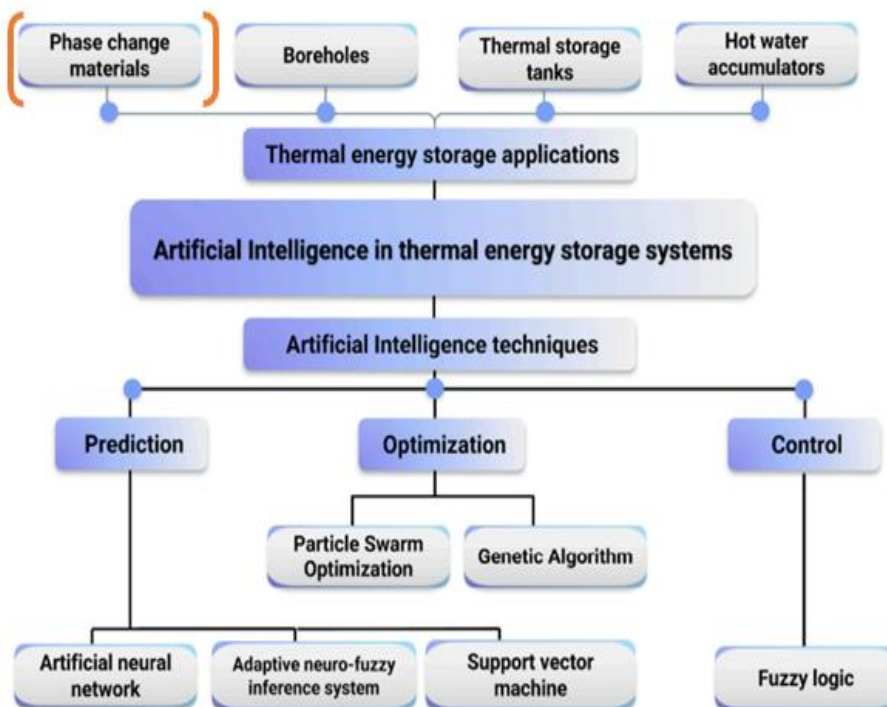 Phase change
materials
Boreholes
Thermal storage
tanks
Hot water
accumulators
Thermal energy storage applications
Artificial Intelligence in thermal energy storage systems
Artificial Intelligence techniques
Prediction
Optimization
Control
Particle Swarm
Optimization
Genetic Algorithm
Artificial neural
network
Adaptive neuro-fuzzy
inference system
Support vector
machine
Fuzzy logic